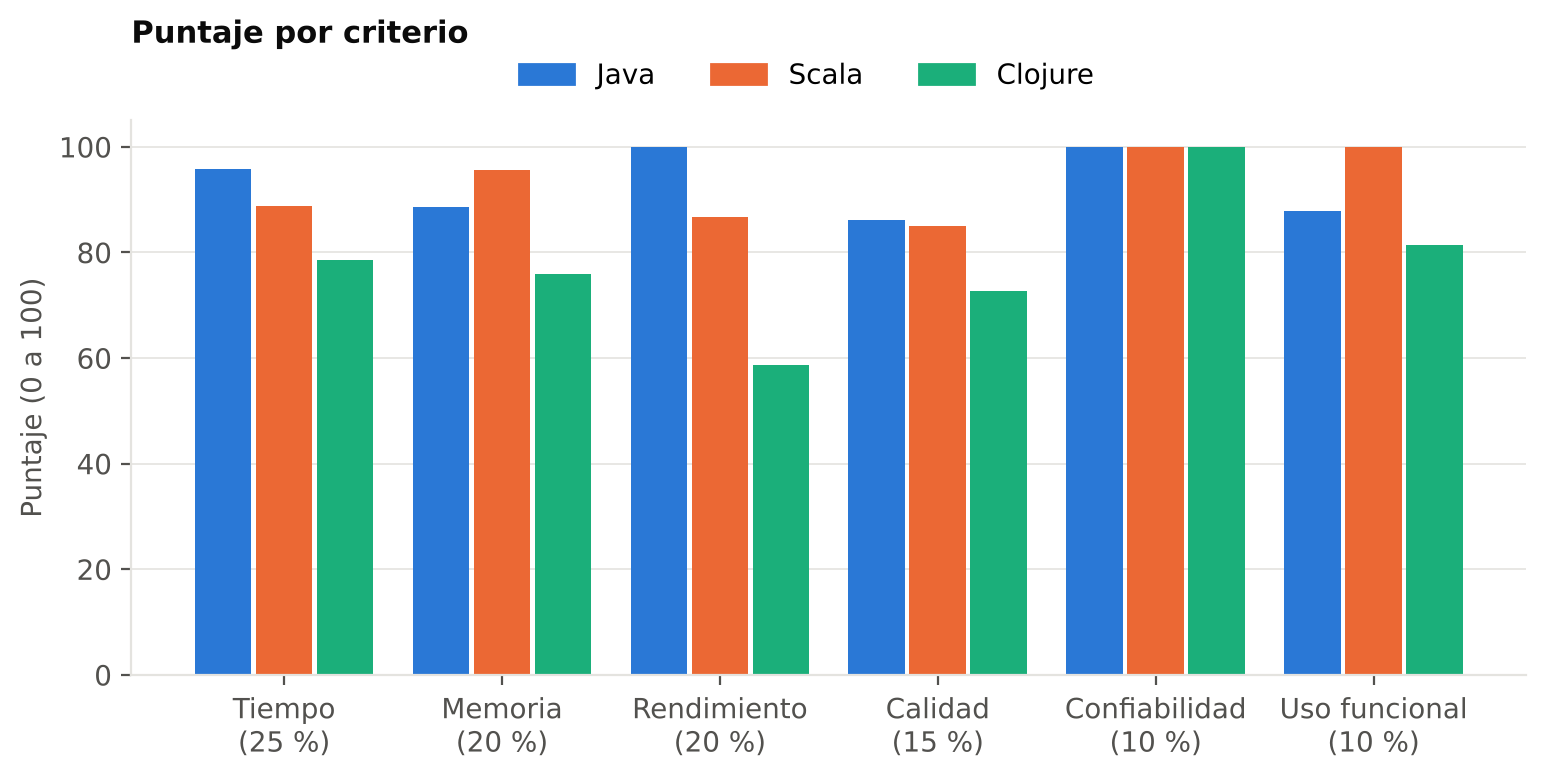 Puntaje por criterio
Java Scala Clojure
Puntaje (0 a 100)
100
80
60
40
20
0
Tiempo Memoria Rendimiento Calidad Confiabilidad Uso funcional
(25 %) (20 %) (20 %) (15 %) (10 %) (10 %)